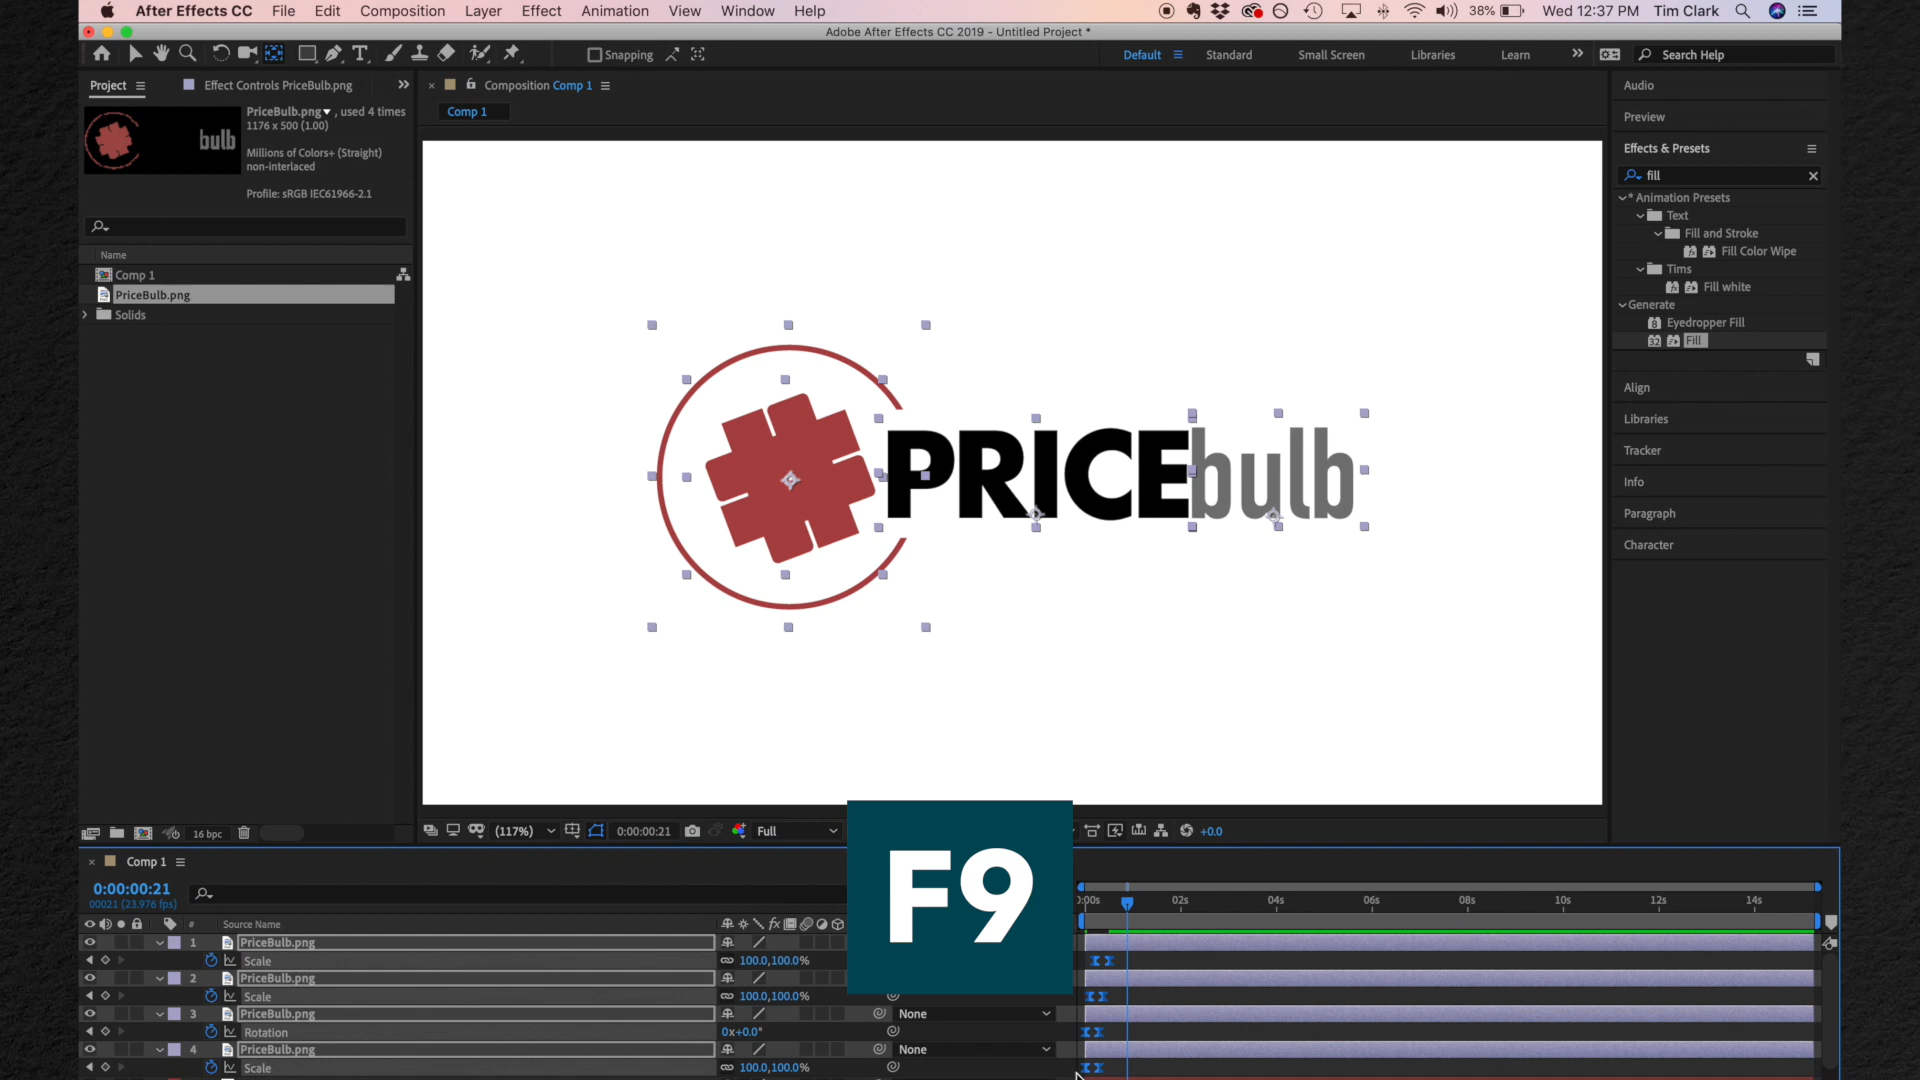 After Effects CC File Edit Composition Layer Effect Animation View Window Help 38% Wed 12:37 PM Tim Clark
Adobe After Effects CC 2019 - Untitled Project *
Snapping Default Standard Small Screen Libraries Learn Search Help
Project Effect Controls PriceBulb.png
Composition Comp 1
Comp 1
PriceBulb.png , used 4 times
1176 x 500 (1.00)
Millions of Colors+ (Straight)
non-interlaced
Profile: sRGB IEC61966-2.1
bulb
Name
Comp 1
PriceBulb.png
Solids
16 bpc
PRICEbulb
(117%) 0:00:00:21 Full +0.0
Audio
Preview
Effects & Presets
fill
* Animation Presets
Text
Fill and Stroke
Fill Color Wipe
Tims
Fill white
Generate
Eyedropper Fill
Fill
Align
Libraries
Tracker
Info
Paragraph
Character
F9
Comp 1
0:00:00:21
00021 (23.976 fps)
# Source Name
0:00s 02s 04s 06s 08s 10s 12s 14s
1 PriceBulb.png
Scale 100.0,100.0%
2 PriceBulb.png
Scale 100.0,100.0%
3 PriceBulb.png None
Rotation 0x+0.0°
4 PriceBulb.png None
Scale 100.0,100.0%